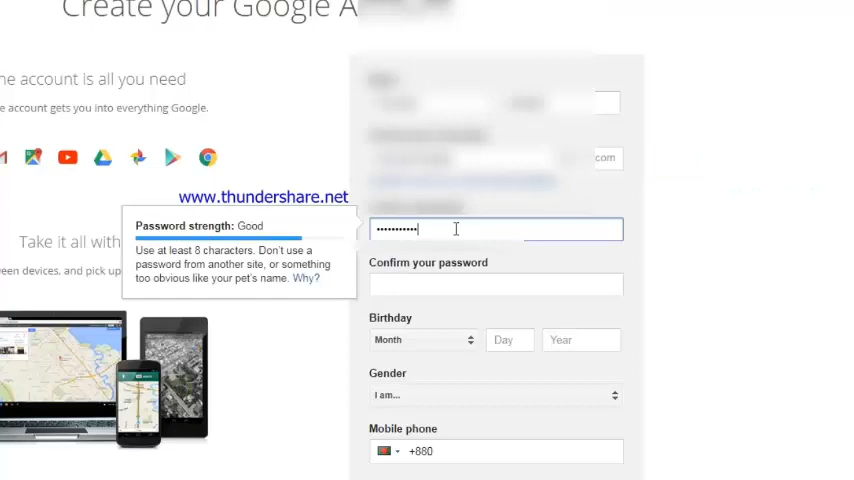 Create your Google A
ne account is all you need
ne account gets you into everything Google.
com
www.thundershare.net
Password strength: Good
Use at least 8 characters. Don't use a
password from another site, or something
too obvious like your pet's name. Why?
•••••••••••
Take it all with
ween devices, and pick up
Confirm your password
Birthday
Month
Day
Year
Gender
I am...
Mobile phone
+880